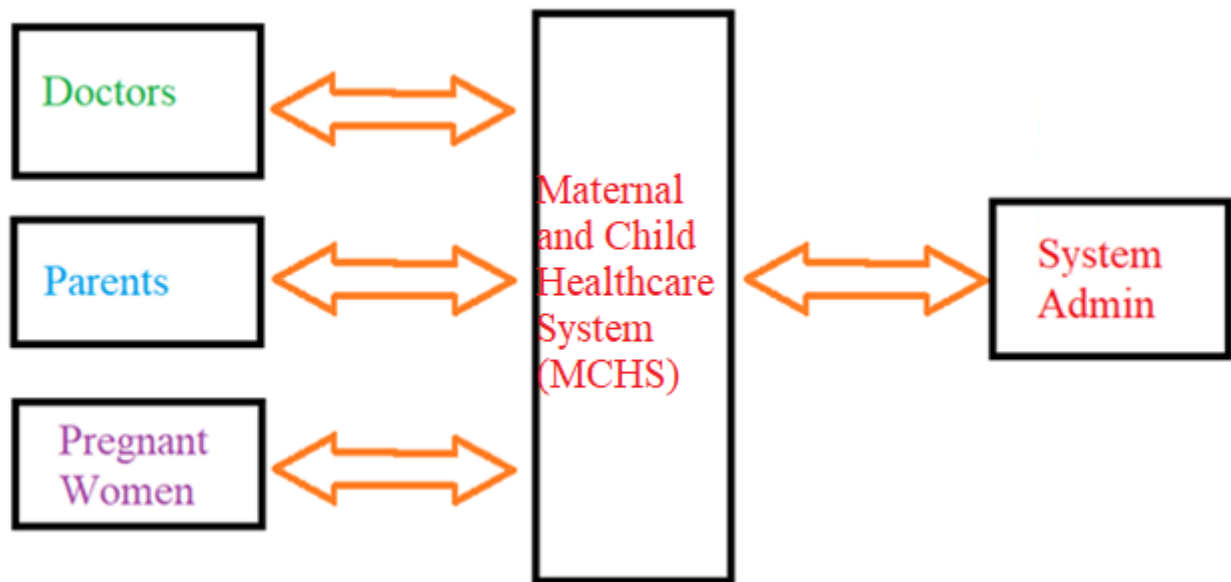 Doctors
Parents
Pregnant
Women
Maternal
and Child
Healthcare
System
(MCHS)
System
Admin